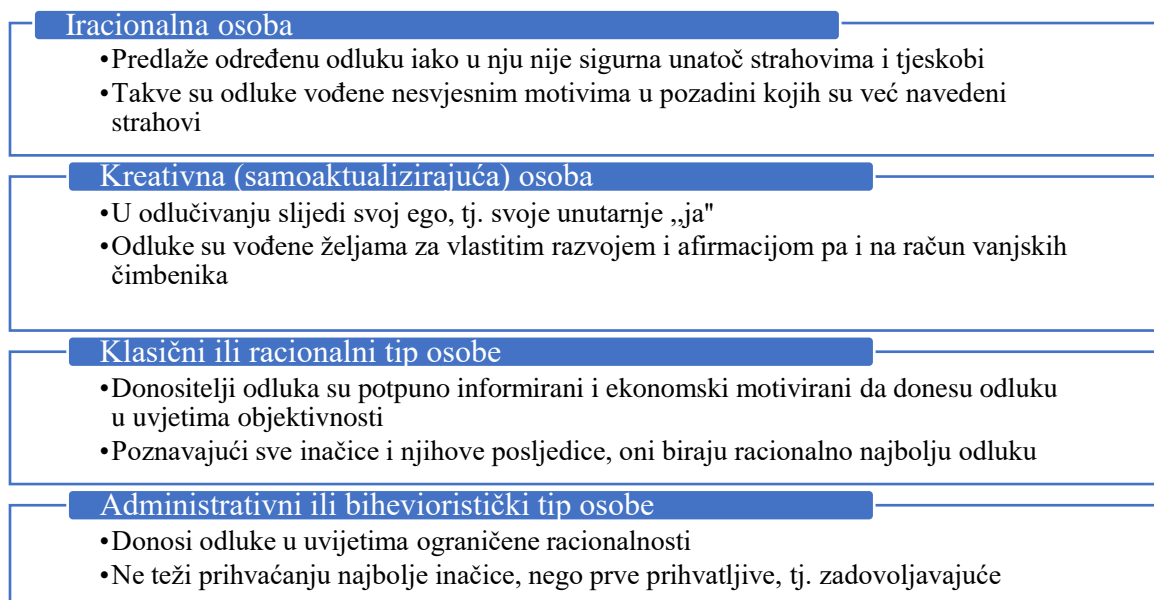 Iracionalna osoba
•Predlaže određenu odluku iako u nju nije sigurna unatoč strahovima i tjeskobi
•Takve su odluke vođene nesvjesnim motivima u pozadini kojih su već navedeni
strahovi
Kreativna (samoaktualizirajuća) osoba
•U odlučivanju slijedi svoj ego, tj. svoje unutarnje ,,ja"
•Odluke su vođene željama za vlastitim razvojem i afirmacijom pa i na račun vanjskih
čimbenika
Klasični ili racionalni tip osobe
•Donositelji odluka su potpuno informirani i ekonomski motivirani da donesu odluku
u uvjetima objektivnosti
•Poznavajući sve inačice i njihove posljedice, oni biraju racionalno najbolju odluku
Administrativni ili bihevioristički tip osobe
•Donosi odluke u uvijetima ograničene racionalnosti
•Ne teži prihvaćanju najbolje inačice, nego prve prihvatljive, tj. zadovoljavajuće